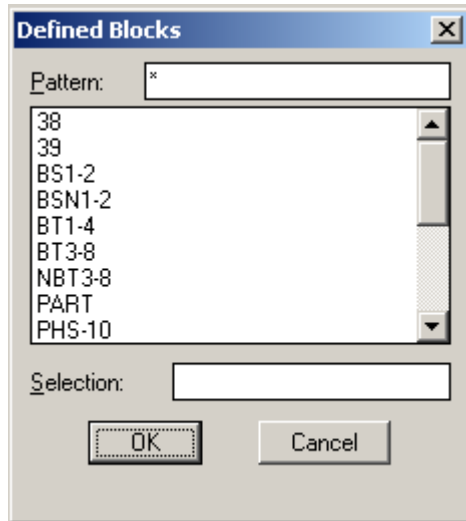 Defined Blocks
Pattern: *
38
39
BS1-2
BSN1-2
BT1-4
BT3-8
NBT3-8
PART
PHS-10
Selection:
OK Cancel